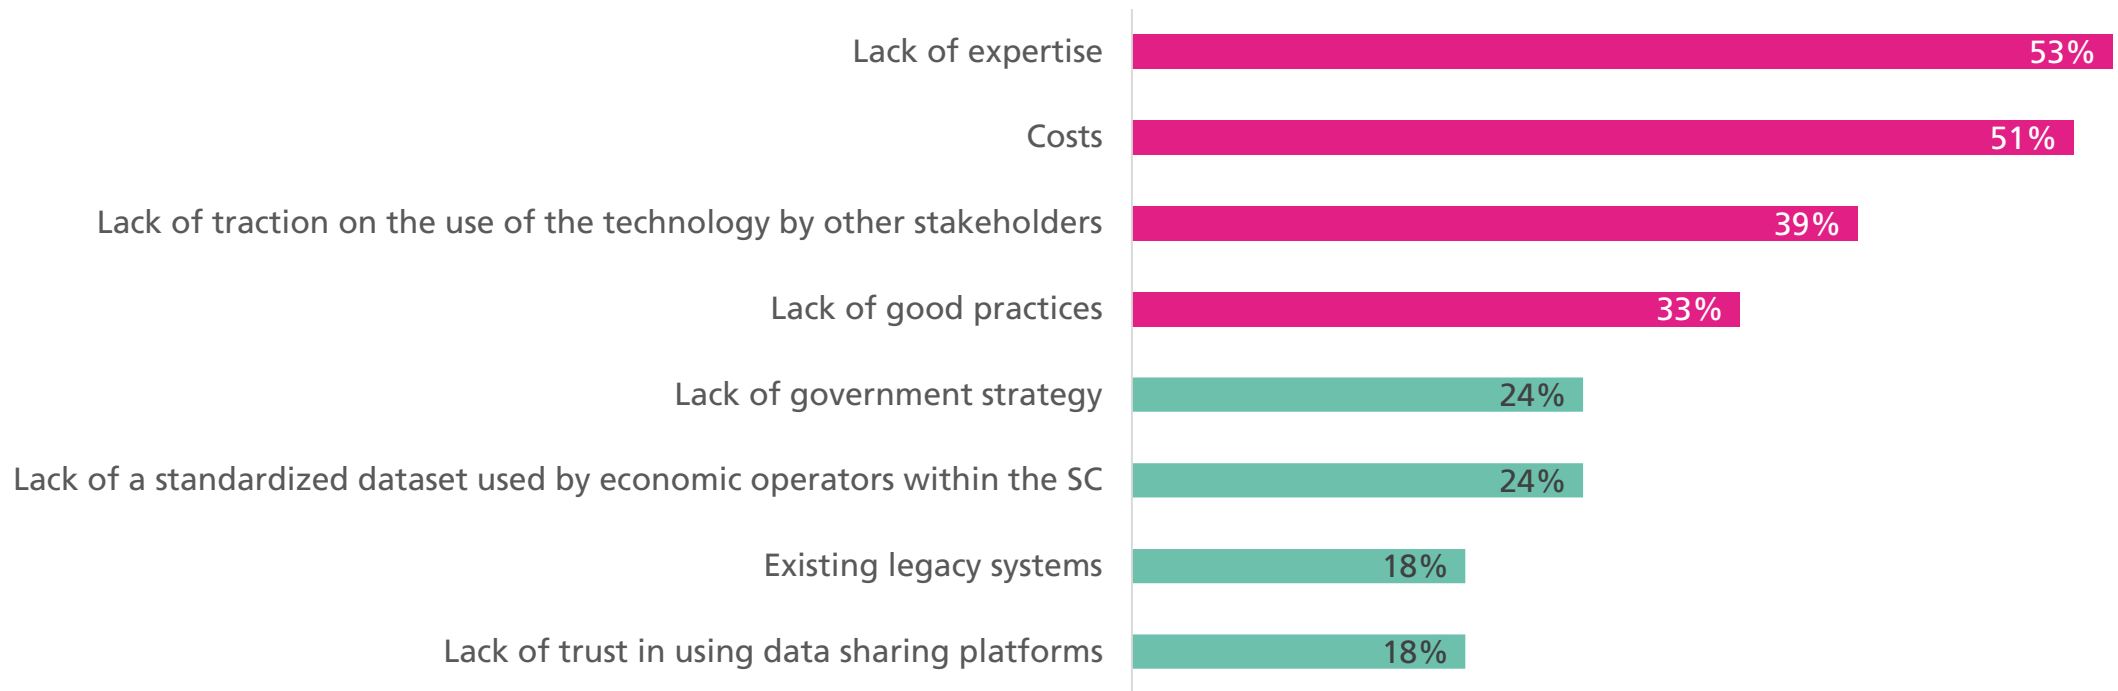 Lack of expertise 53%
Costs 51%
Lack of traction on the use of the technology by other stakeholders 39%
Lack of good practices 33%
Lack of government strategy 24%
Lack of a standardized dataset used by economic operators within the SC 24%
Existing legacy systems 18%
Lack of trust in using data sharing platforms 18%